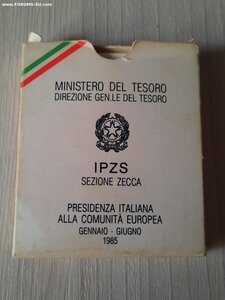 www.FORUMS-SU.com
MINISTERO DEL TESORO
DIREZIONE GEN.LE DEL TESORO
IPZS
SEZIONE ZECCA
PRESIDENZA ITALIANA
ALLA COMUNITÀ EUROPEA
GENNAIO - GIUGNO
1985